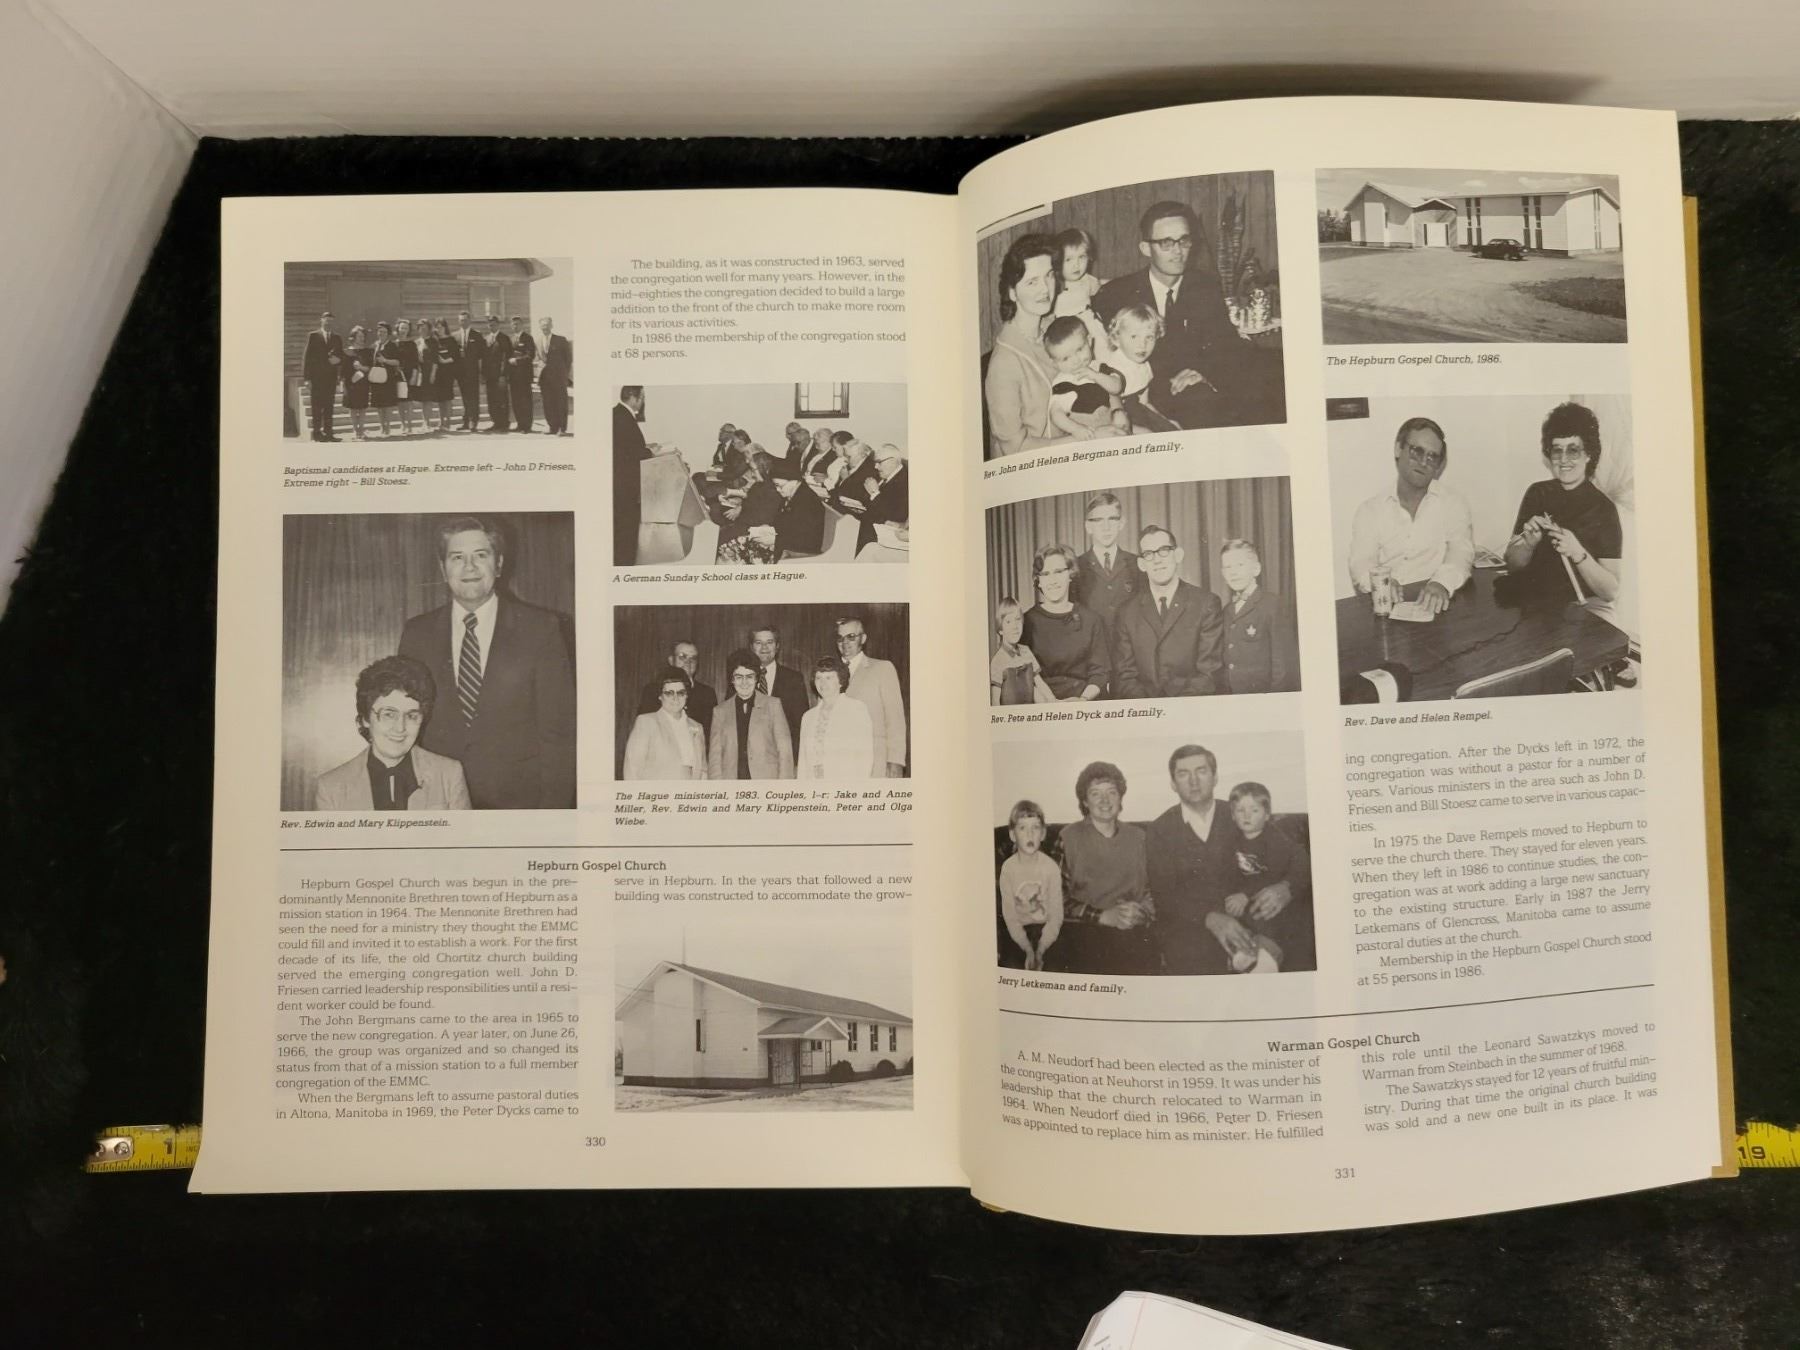 Baptismal candidates at Hague. Extreme left – John D Friesen,
Extreme right – Bill Stoesz.
Rev. Edwin and Mary Klippenstein.
The building, as it was constructed in 1963, served
the congregation well for many years. However, in the
mid–eighties the congregation decided to build a large
addition to the front of the church to make more room
for its various activities.
In 1986 the membership of the congregation stood
at 68 persons.
A German Sunday School class at Hague.
The Hague ministerial, 1983. Couples, l–r: Jake and Anne
Miller, Rev. Edwin and Mary Klippenstein, Peter and Olga
Wiebe.
Hepburn Gospel Church
Hepburn Gospel Church was begun in the pre–
dominantly Mennonite Brethren town of Hepburn as a
mission station in 1964. The Mennonite Brethren had
seen the need for a ministry they thought the EMMC
could fill and invited it to establish a work. For the first
decade of its life, the old Chortitz church building
served the emerging congregation well. John D.
Friesen carried leadership responsibilities until a resi–
dent worker could be found.
The John Bergmans came to the area in 1965 to
serve the new congregation. A year later, on June 26,
1966, the group was organized and so changed its
status from that of a mission station to a full member
congregation of the EMMC.
When the Bergmans left to assume pastoral duties
in Altona, Manitoba in 1969, the Peter Dycks came to
serve in Hepburn. In the years that followed a new
building was constructed to accommodate the grow–
330
Rev. John and Helena Bergman and family.
Rev. Pete and Helen Dyck and family.
Jerry Letkeman and family.
The Hepburn Gospel Church, 1986.
Rev. Dave and Helen Rempel.
ing congregation. After the Dycks left in 1972, the
congregation was without a pastor for a number of
years. Various ministers in the area such as John D.
Friesen and Bill Stoesz came to serve in various capac–
ities.
In 1975 the Dave Rempels moved to Hepburn to
serve the church there. They stayed for eleven years.
When they left in 1986 to continue studies, the con–
gregation was at work adding a large new sanctuary
to the existing structure. Early in 1987 the Jerry
Letkemans of Glencross, Manitoba came to assume
pastoral duties at the church.
Membership in the Hepburn Gospel Church stood
at 55 persons in 1986.
Warman Gospel Church
A. M. Neudorf had been elected as the minister of
the congregation at Neuhorst in 1959. It was under his
leadership that the church relocated to Warman in
1964. When Neudorf died in 1966, Peter D. Friesen
was appointed to replace him as minister. He fulfilled
this role until the Leonard Sawatzkys moved to
Warman from Steinbach in the summer of 1968.
The Sawatzkys stayed for 12 years of fruitful min–
istry. During that time the original church building
was sold and a new one built in its place. It was
331
1
19